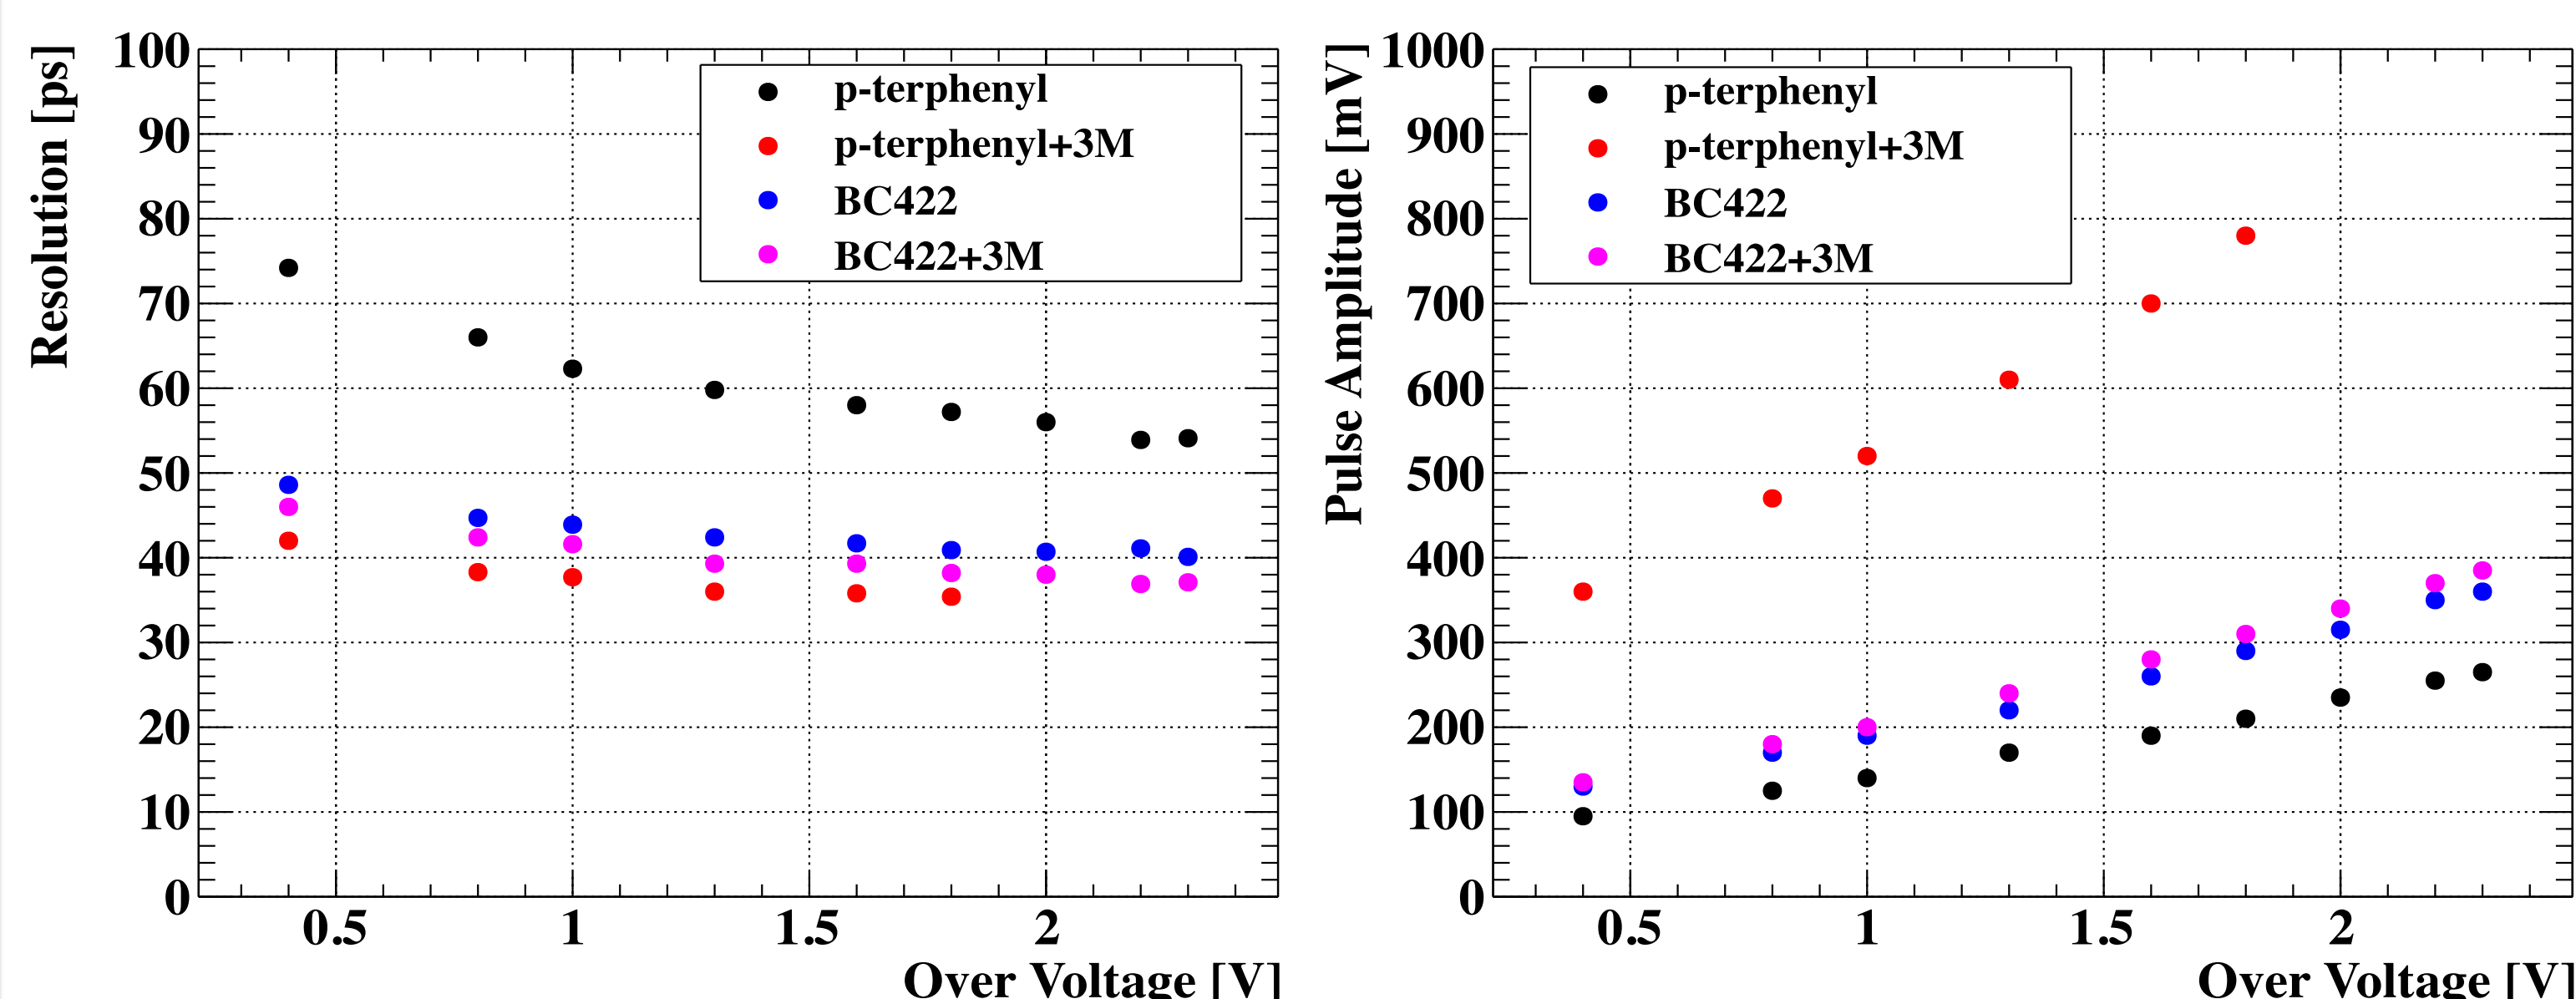 Resolution [ps]
100
90
80
70
60
50
40
30
20
10
0
p-terphenyl
p-terphenyl+3M
BC422
BC422+3M
0.5 1 1.5 2
Over Voltage [V]
Pulse Amplitude [mV]
1000
900
800
700
600
500
400
300
200
100
0
p-terphenyl
p-terphenyl+3M
BC422
BC422+3M
0.5 1 1.5 2
Over Voltage [V]